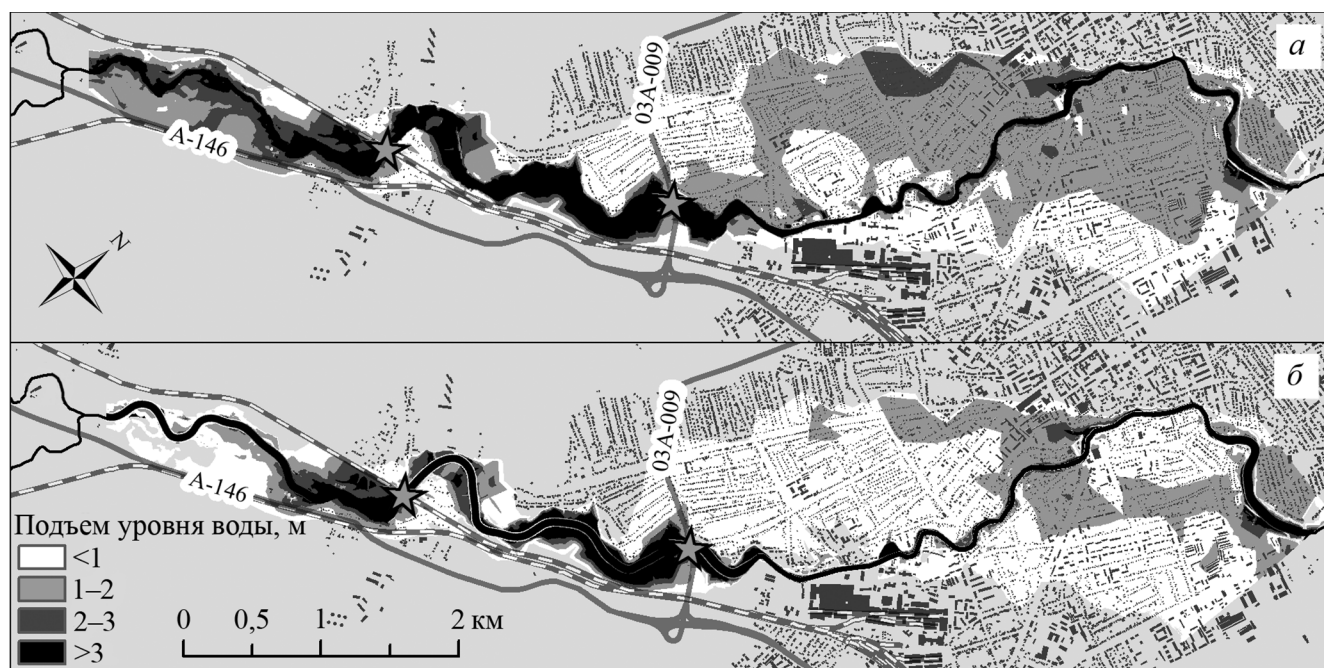 а
03А-009
А-146
N
б
03А-009
А-146
Подъем уровня воды, м
<1
1–2
2–3
>3
0 0,5 1 2 км